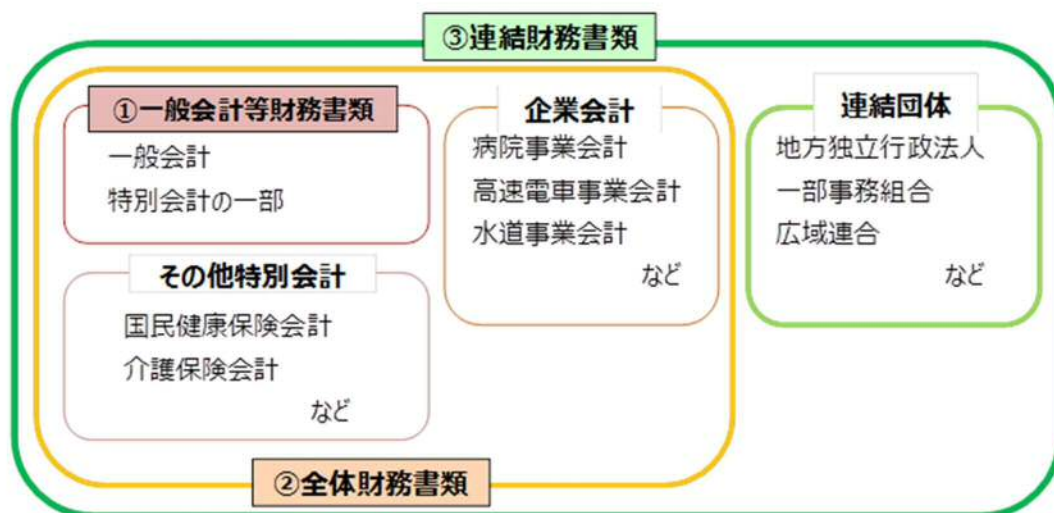 ③連結財務書類
①一般会計等財務書類
一般会計
特別会計の一部
その他特別会計
国民健康保険会計
介護保険会計
など
企業会計
病院事業会計
高速電車事業会計
水道事業会計
など
②全体財務書類
連結団体
地方独立行政法人
一部事務組合
広域連合
など